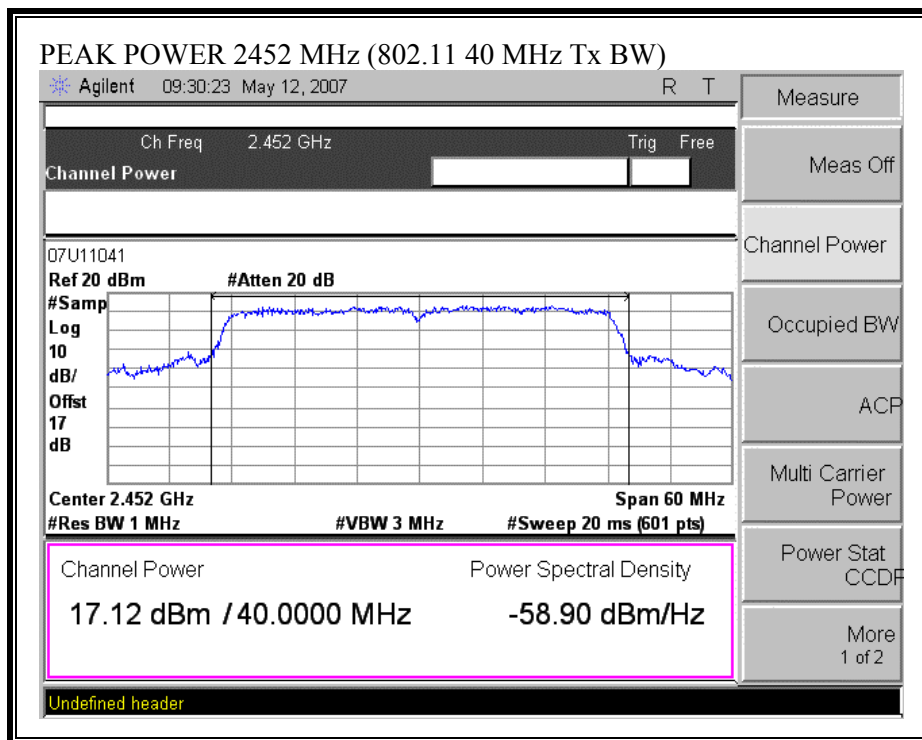 PEAK POWER 2452 MHz (802.11 40 MHz Tx BW)
Agilent 09:30:23 May 12, 2007 R T
Measure
Ch Freq 2.452 GHz Trig Free
Channel Power
Meas Off
Channel Power
Occupied BW
ACP
Multi Carrier
Power
Power Stat
CCDF
More
1 of 2
07U11041
Ref 20 dBm #Atten 20 dB
#Samp
Log
10
dB/
Offst
17
dB
Center 2.452 GHz Span 60 MHz
#Res BW 1 MHz #VBW 3 MHz #Sweep 20 ms (601 pts)
Channel Power Power Spectral Density
17.12 dBm / 40.0000 MHz -58.90 dBm/Hz
Undefined header